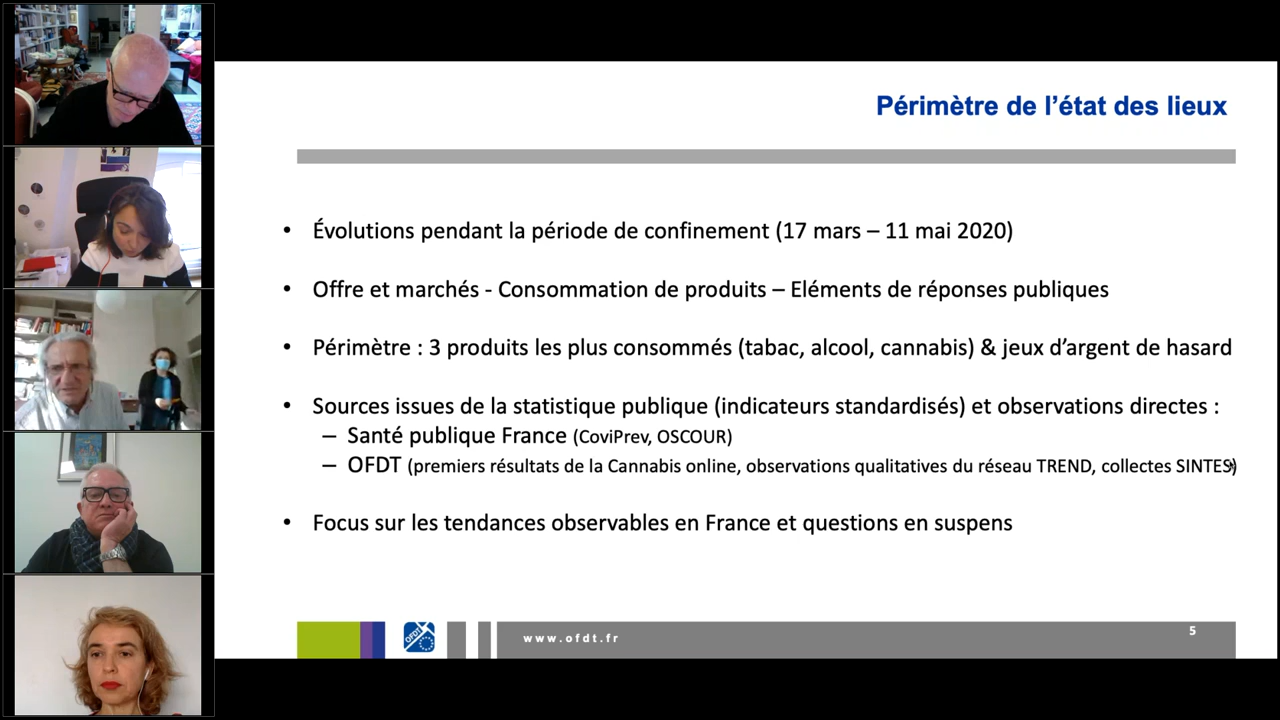 Périmètre de l’état des lieux
• Évolutions pendant la période de confinement (17 mars – 11 mai 2020)
• Offre et marchés - Consommation de produits – Eléments de réponses publiques
• Périmètre : 3 produits les plus consommés (tabac, alcool, cannabis) & jeux d’argent de hasard
• Sources issues de la statistique publique (indicateurs standardisés) et observations directes :
– Santé publique France (CoviPrev, OSCOUR)
– OFDT (premiers résultats de la Cannabis online, observations qualitatives du réseau TREND, collectes SINTES)
• Focus sur les tendances observables en France et questions en suspens
OFDT
www.ofdt.fr
5